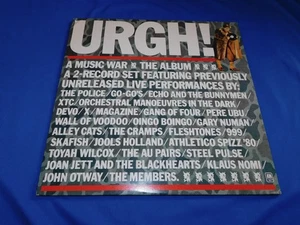 URGH!
A MUSIC WAR & THE ALBUM
A 2-RECORD SET FEATURING PREVIOUSLY
UNRELEASED LIVE PERFORMANCES BY:
THE POLICE/GO-GO'S/ECHO AND THE BUNNYMEN
XTC/ORCHESTRAL MANOEUVRES IN THE DARK/
DEVO/X/MAGAZINE/GANG OF FOUR/PERE UBU/
WALL OF VOODOO/OINGO BOINGO/GARY NUMAN/
ALLEY CATS/THE CRAMPS/FLESHTONES/999/
SKAFISH/JOOLS HOLLAND/ATHLETICO SPIZZ '80
TOYAH WILCOX/THE AU PAIRS/STEEL PULSE/
JOAN JETT AND THE BLACKHEARTS/KLAUS NOMI/
JOHN OTWAY/THE MEMBERS.